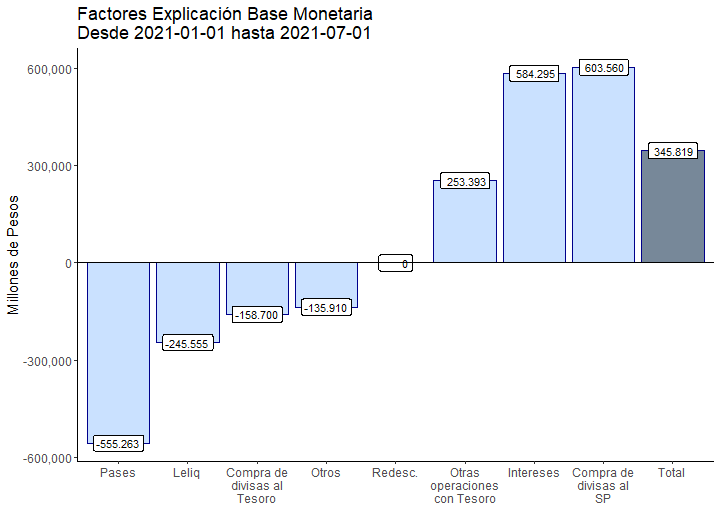 Factores Explicación Base Monetaria
Desde 2021-01-01 hasta 2021-07-01
Millones de Pesos
600,000
300,000
0
-300,000
-600,000
-555.263
-245.555
-158.700
-135.910
0
253.393
584.295
603.560
345.819
Pases
Leliq
Compra de
divisas al
Tesoro
Otros
Redesc.
Otras
operaciones
con Tesoro
Intereses
Compra de
divisas al
SP
Total